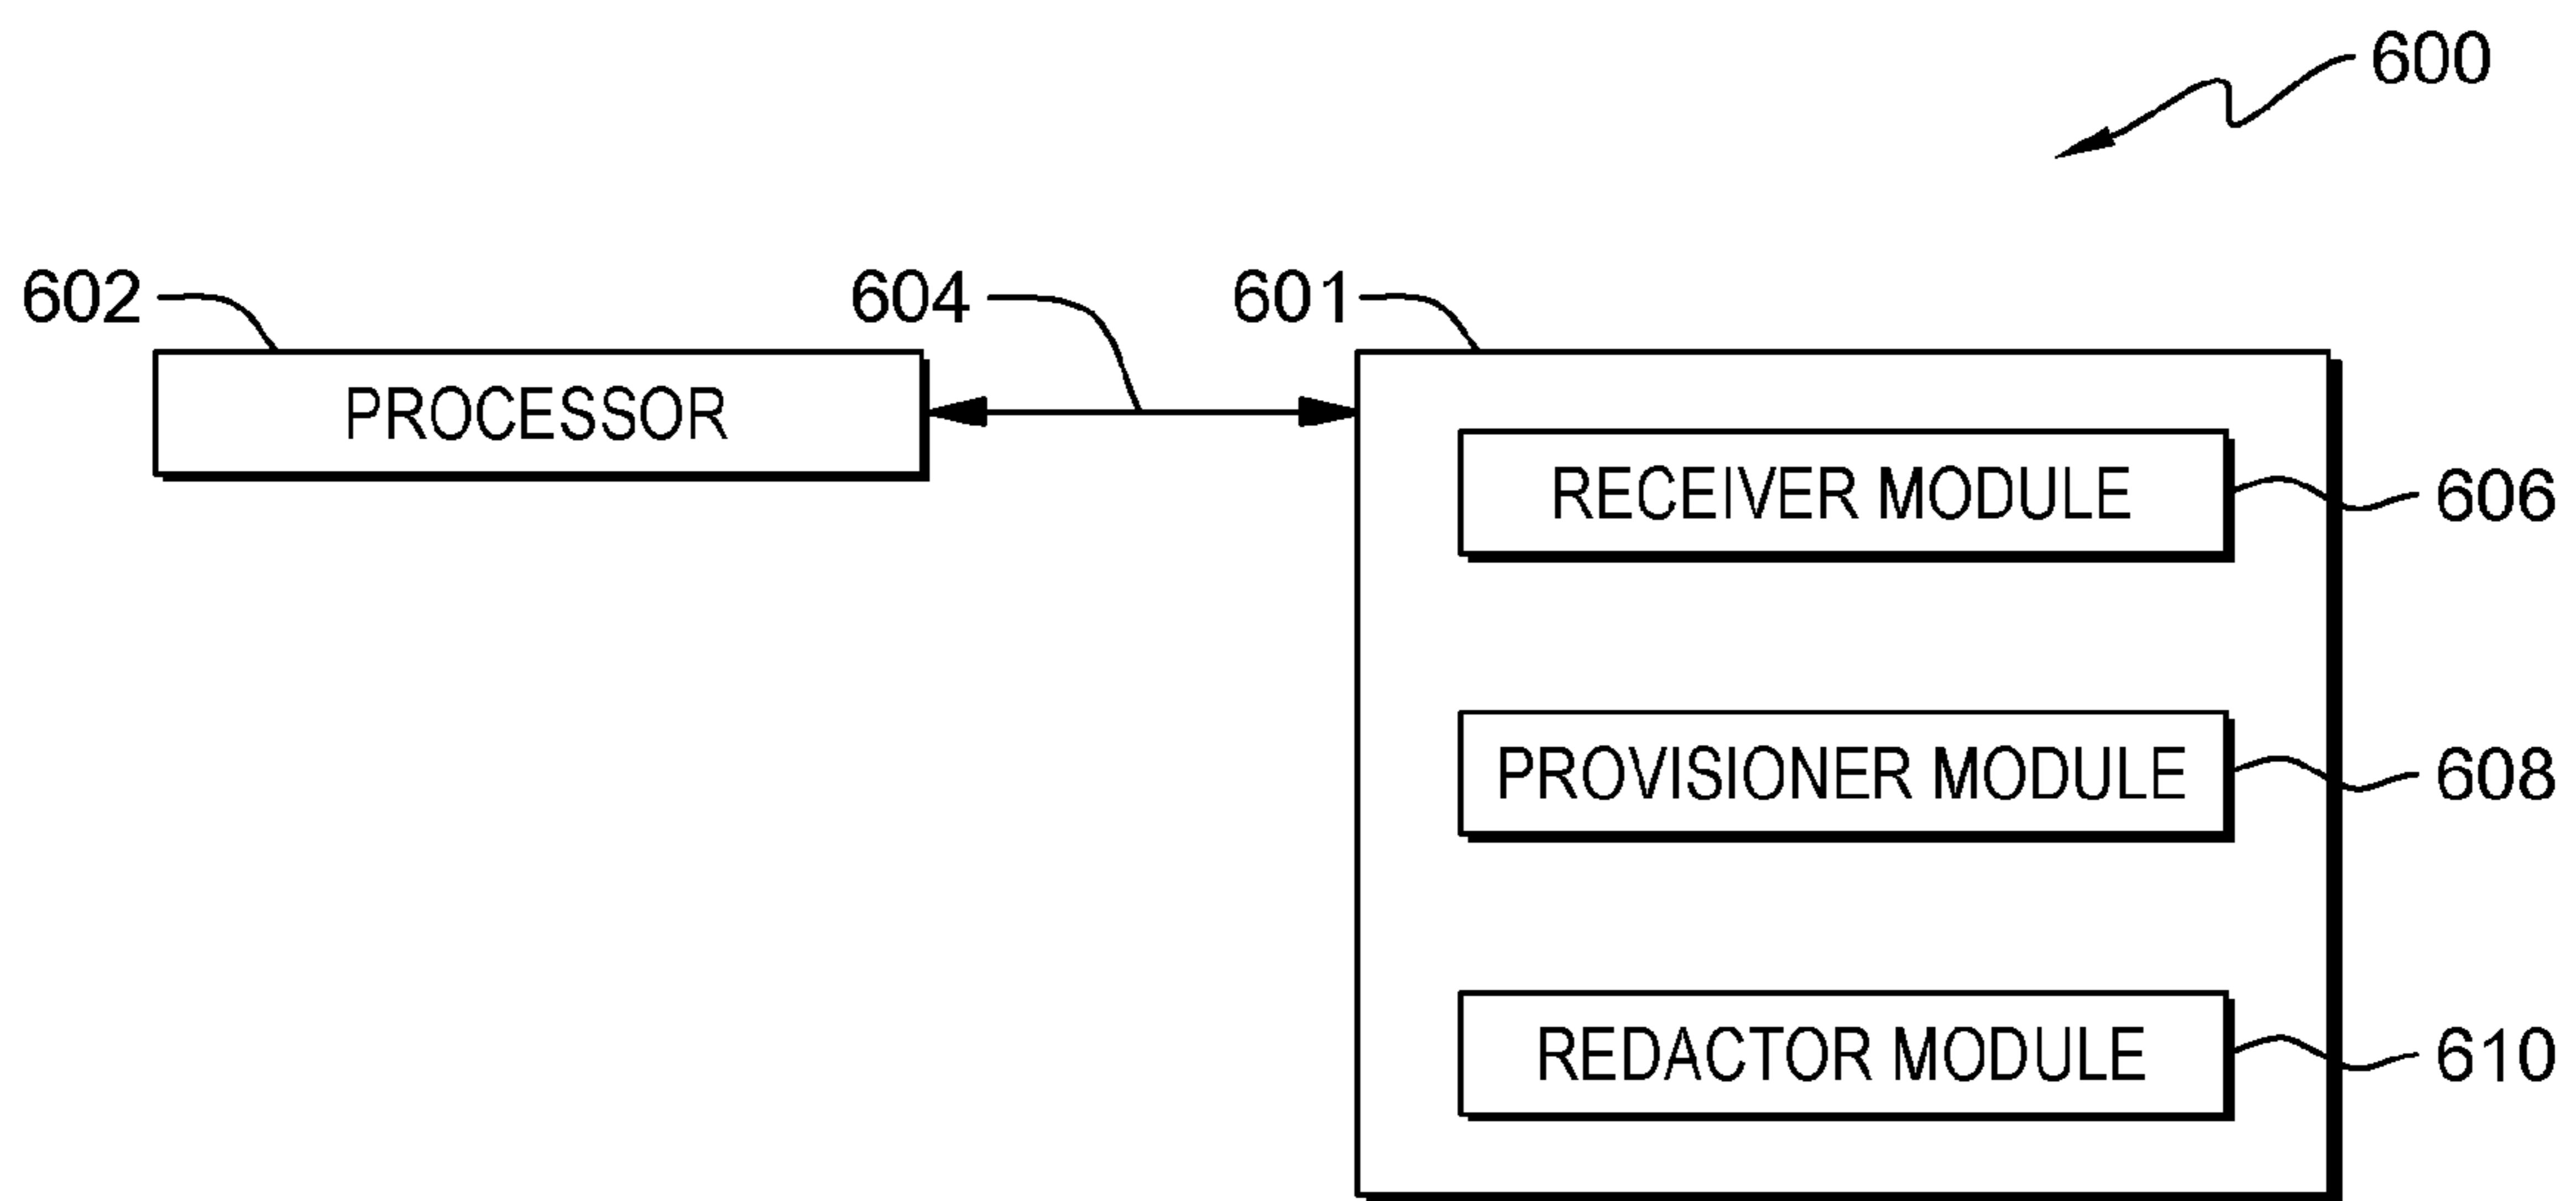 600
602
604
601
PROCESSOR
RECEIVER MODULE
606
PROVISIONER MODULE
608
REDACTOR MODULE
610